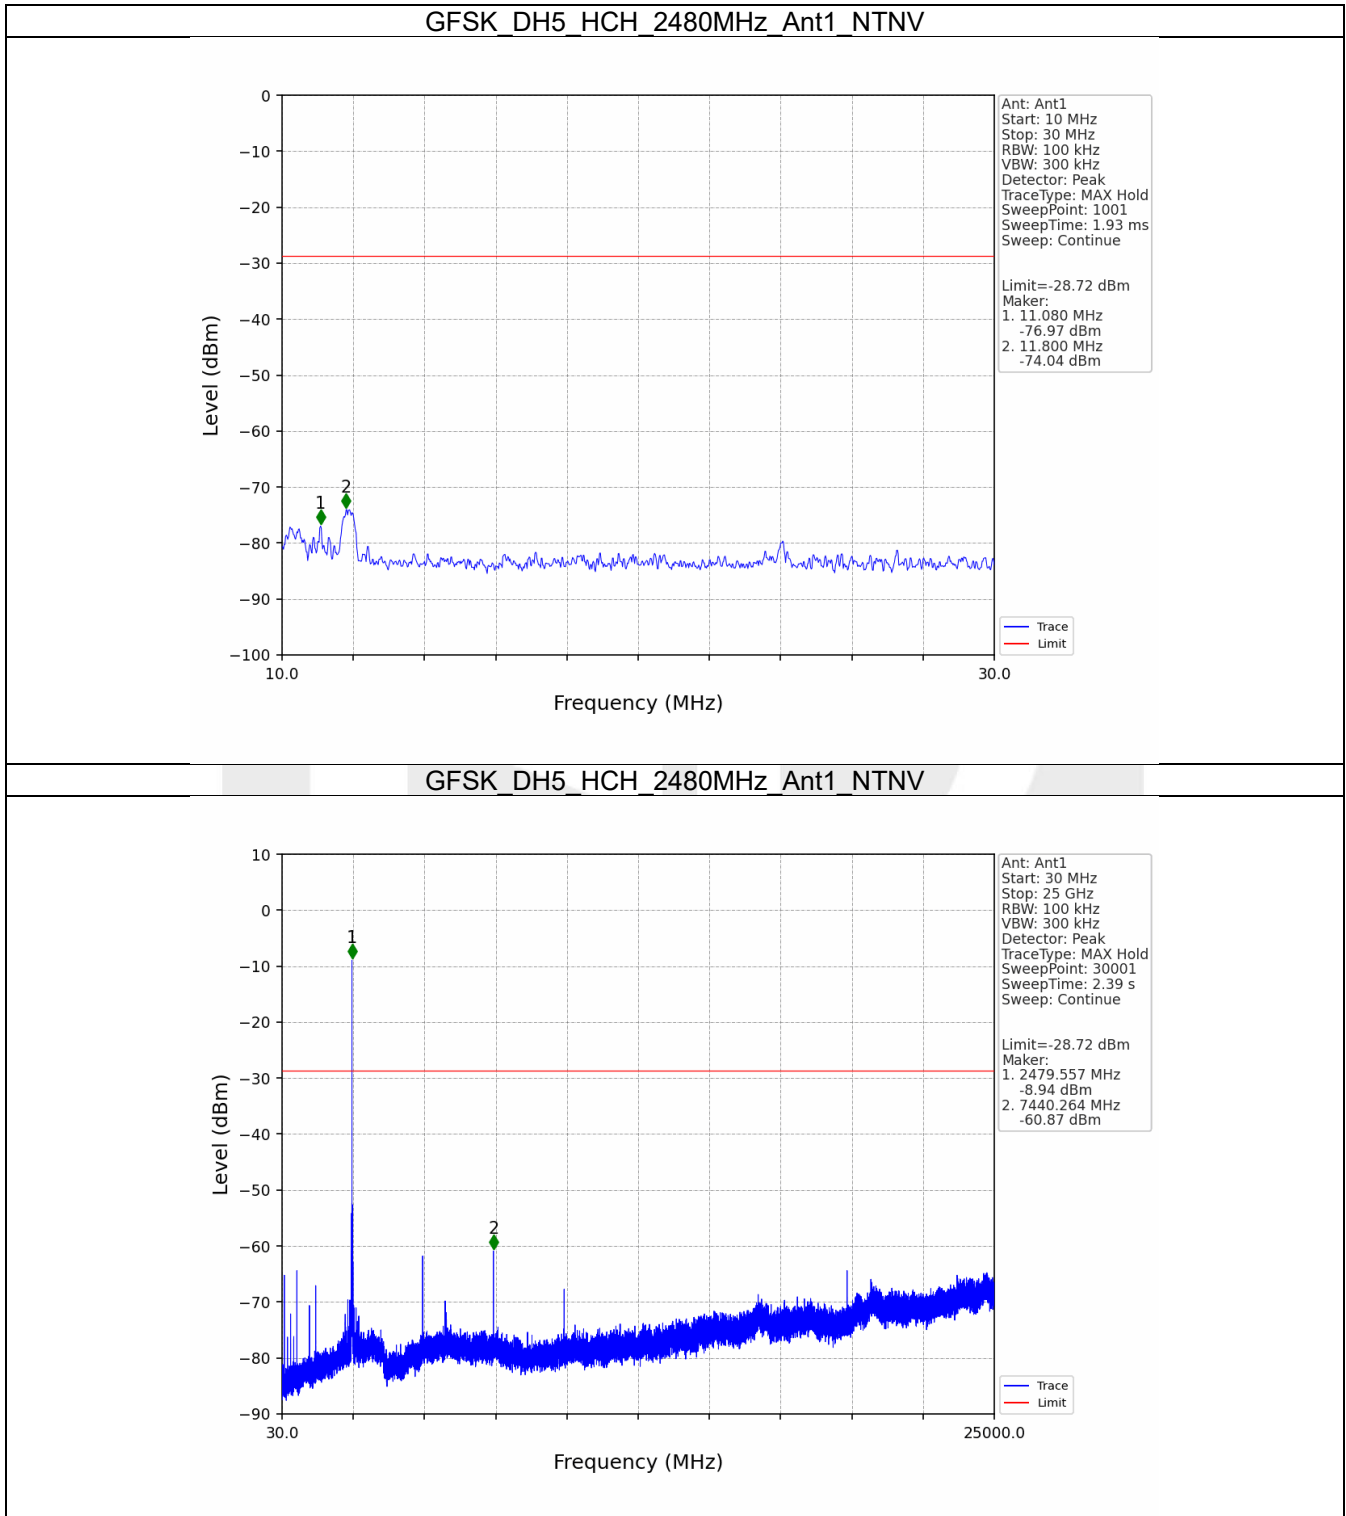 GFSK_DH5_HCH_2480MHz_Ant1_NTNV
0
−10
−20
−30
−40
−50
−60
−70
−80
−90
−100
Level (dBm)
1
2
10.0
30.0
Frequency (MHz)
Ant: Ant1
Start: 10 MHz
Stop: 30 MHz
RBW: 100 kHz
VBW: 300 kHz
Detector: Peak
TraceType: MAX Hold
SweepPoint: 1001
SweepTime: 1.93 ms
Sweep: Continue
Limit=-28.72 dBm
Maker:
1. 11.080 MHz
-76.97 dBm
2. 11.800 MHz
-74.04 dBm
Trace
Limit
GFSK_DH5_HCH_2480MHz_Ant1_NTNV
10
0
−10
−20
−30
−40
−50
−60
−70
−80
−90
Level (dBm)
1
2
30.0
25000.0
Frequency (MHz)
Ant: Ant1
Start: 30 MHz
Stop: 25 GHz
RBW: 100 kHz
VBW: 300 kHz
Detector: Peak
TraceType: MAX Hold
SweepPoint: 30001
SweepTime: 2.39 s
Sweep: Continue
Limit=-28.72 dBm
Maker:
1. 2479.557 MHz
-8.94 dBm
2. 7440.264 MHz
-60.87 dBm
Trace
Limit